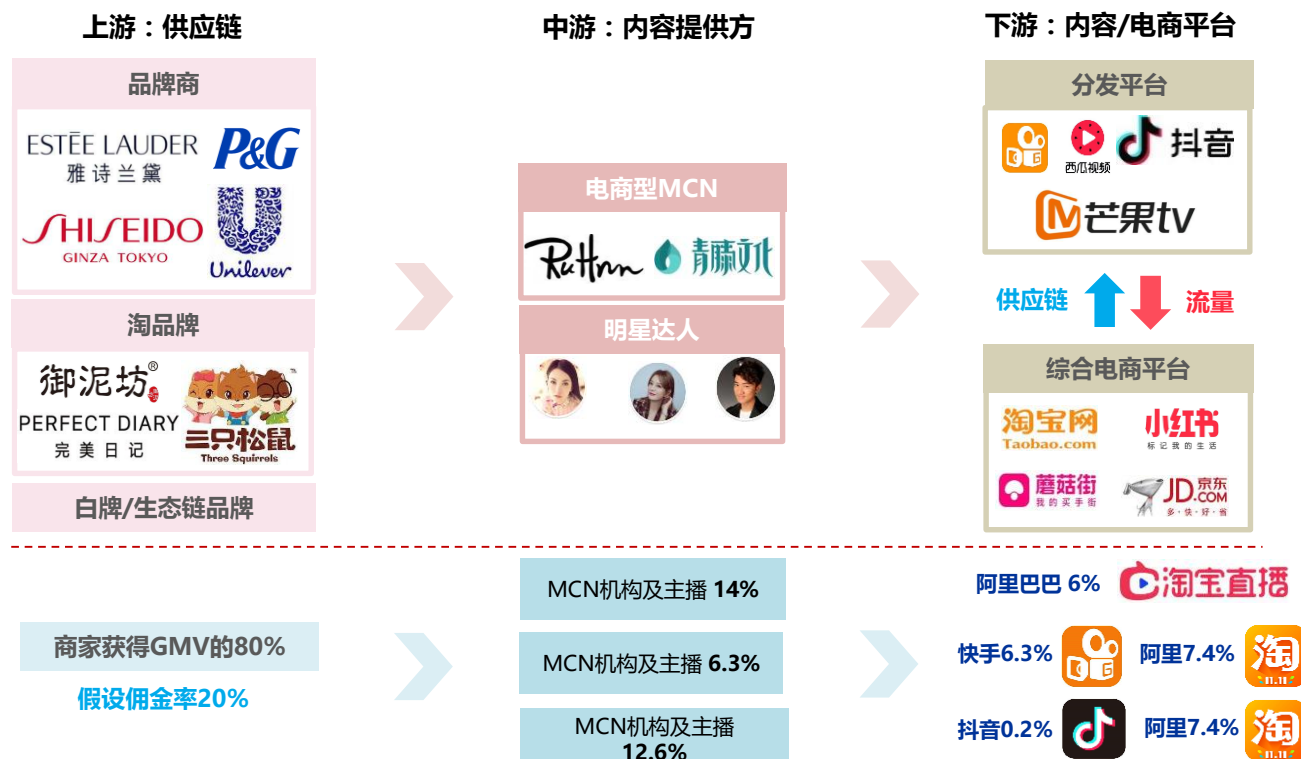 上游：供应链
中游：内容提供方
下游：内容/电商平台
品牌商
ESTĒE LAUDER
雅诗兰黛
P&G
SHISEIDO
GINZA TOKYO
Unilever
淘品牌
御泥坊®
PERFECT DIARY
完美日记
三只松鼠
Three Squirrels
白牌/生态链品牌
电商型MCN
RuHnn
青藤文化
明星达人
分发平台
西瓜视频
抖音
芒果tv
供应链
流量
综合电商平台
淘宝网
Taobao.com
小红书
标记我的生活
蘑菇街
我的买手街
JD.COM
京东
多·快·好·省
商家获得GMV的80%
假设佣金率20%
MCN机构及主播 14%
阿里巴巴 6%
淘宝直播
MCN机构及主播 6.3%
快手6.3%
阿里7.4%
淘
11.11
MCN机构及主播
12.6%
抖音0.2%
阿里7.4%
淘
11.11